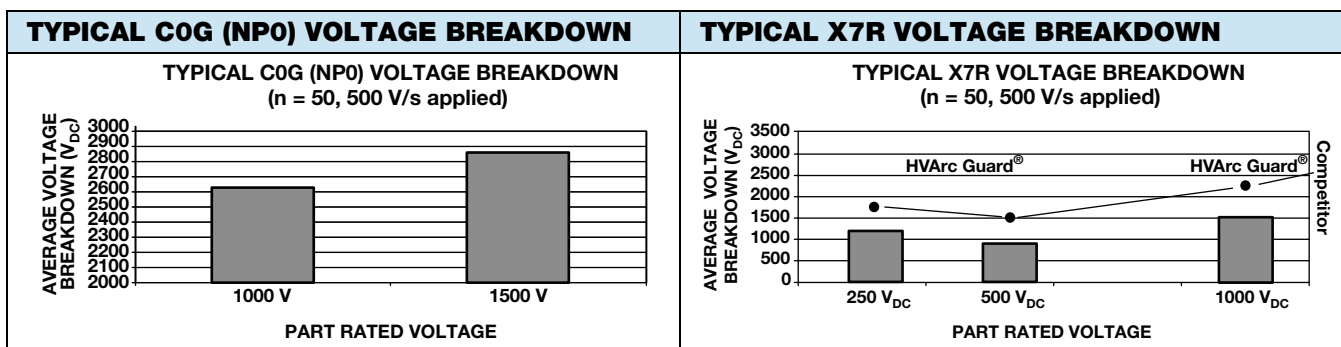 TYPICAL C0G (NP0) VOLTAGE BREAKDOWN
TYPICAL C0G (NP0) VOLTAGE BREAKDOWN
(n = 50, 500 V/s applied)
AVERAGE VOLTAGE
BREAKDOWN (VDC)
3000
2900
2800
2700
2600
2500
2400
2300
2200
2100
2000
1000 V
1500 V
PART RATED VOLTAGE
TYPICAL X7R VOLTAGE BREAKDOWN
TYPICAL X7R VOLTAGE BREAKDOWN
(n = 50, 500 V/s applied)
AVERAGE VOLTAGE
BREAKDOWN (VDC)
3500
3000
2500
2000
1500
1000
500
0
HVArc Guard®
HVArc Guard®
Competitor
250 VDC
500 VDC
1000 VDC
PART RATED VOLTAGE